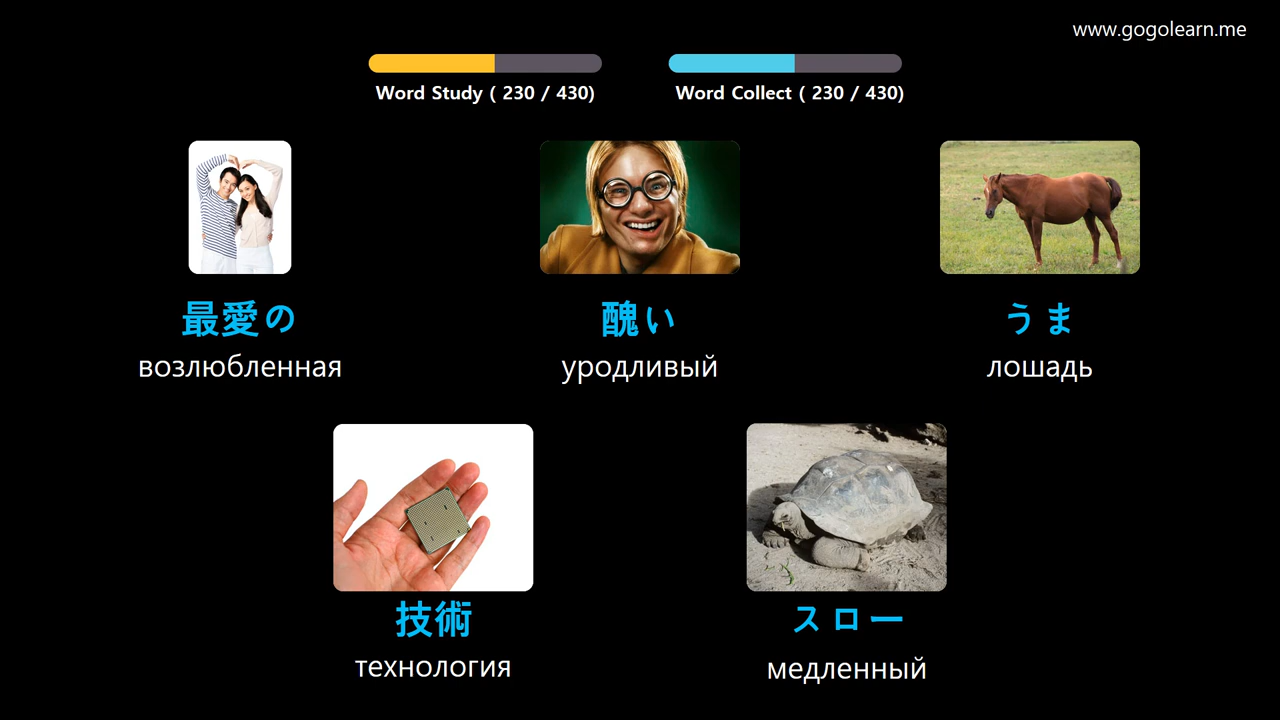 www.gogolearn.me
Word Study ( 230 / 430)
Word Collect ( 230 / 430)
最愛の
возлюбленная
醜い
уродливый
うま
лошадь
技術
технология
スロー
медленный